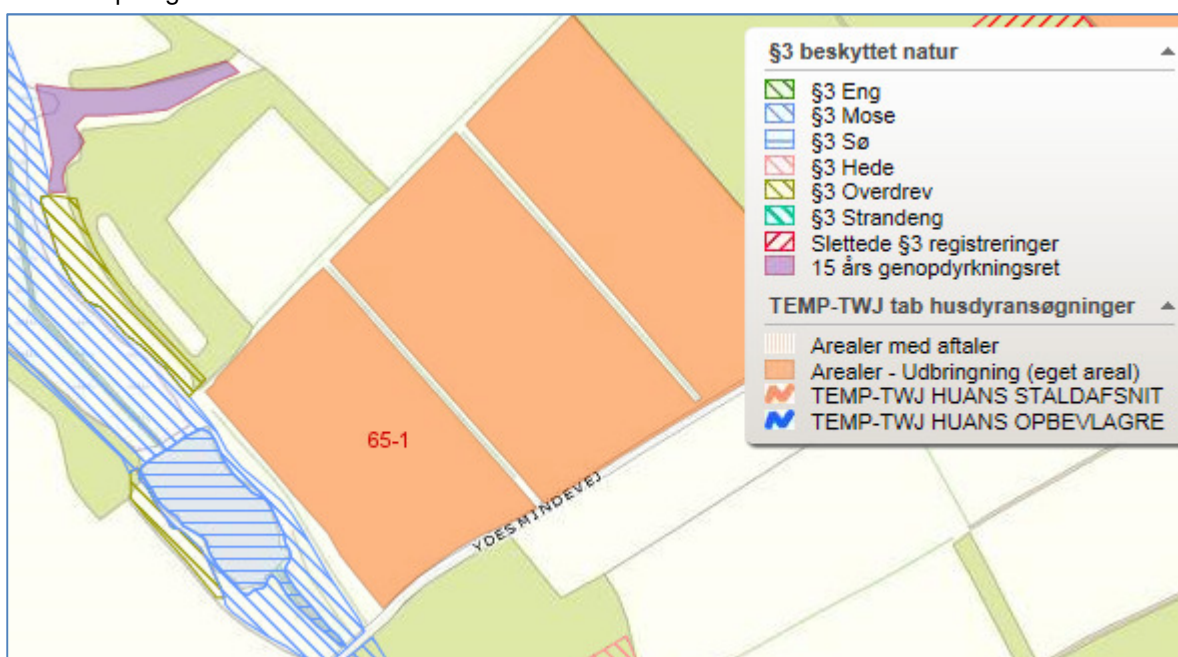 §3 beskyttet natur
§3 Eng
§3 Mose
§3 Sø
§3 Hede
§3 Overdrev
§3 Strandeng
Slettede §3 registreringer
15 års genopdyrkningsret
TEMP-TWJ tab husdyransøgninger
Arealer med aftaler
Arealer - Udbringning (eget areal)
TEMP-TWJ HUANS STALDAFSNIT
TEMP-TWJ HUANS OPBEVLAGRE
65-1
YDESMINDEVEJ